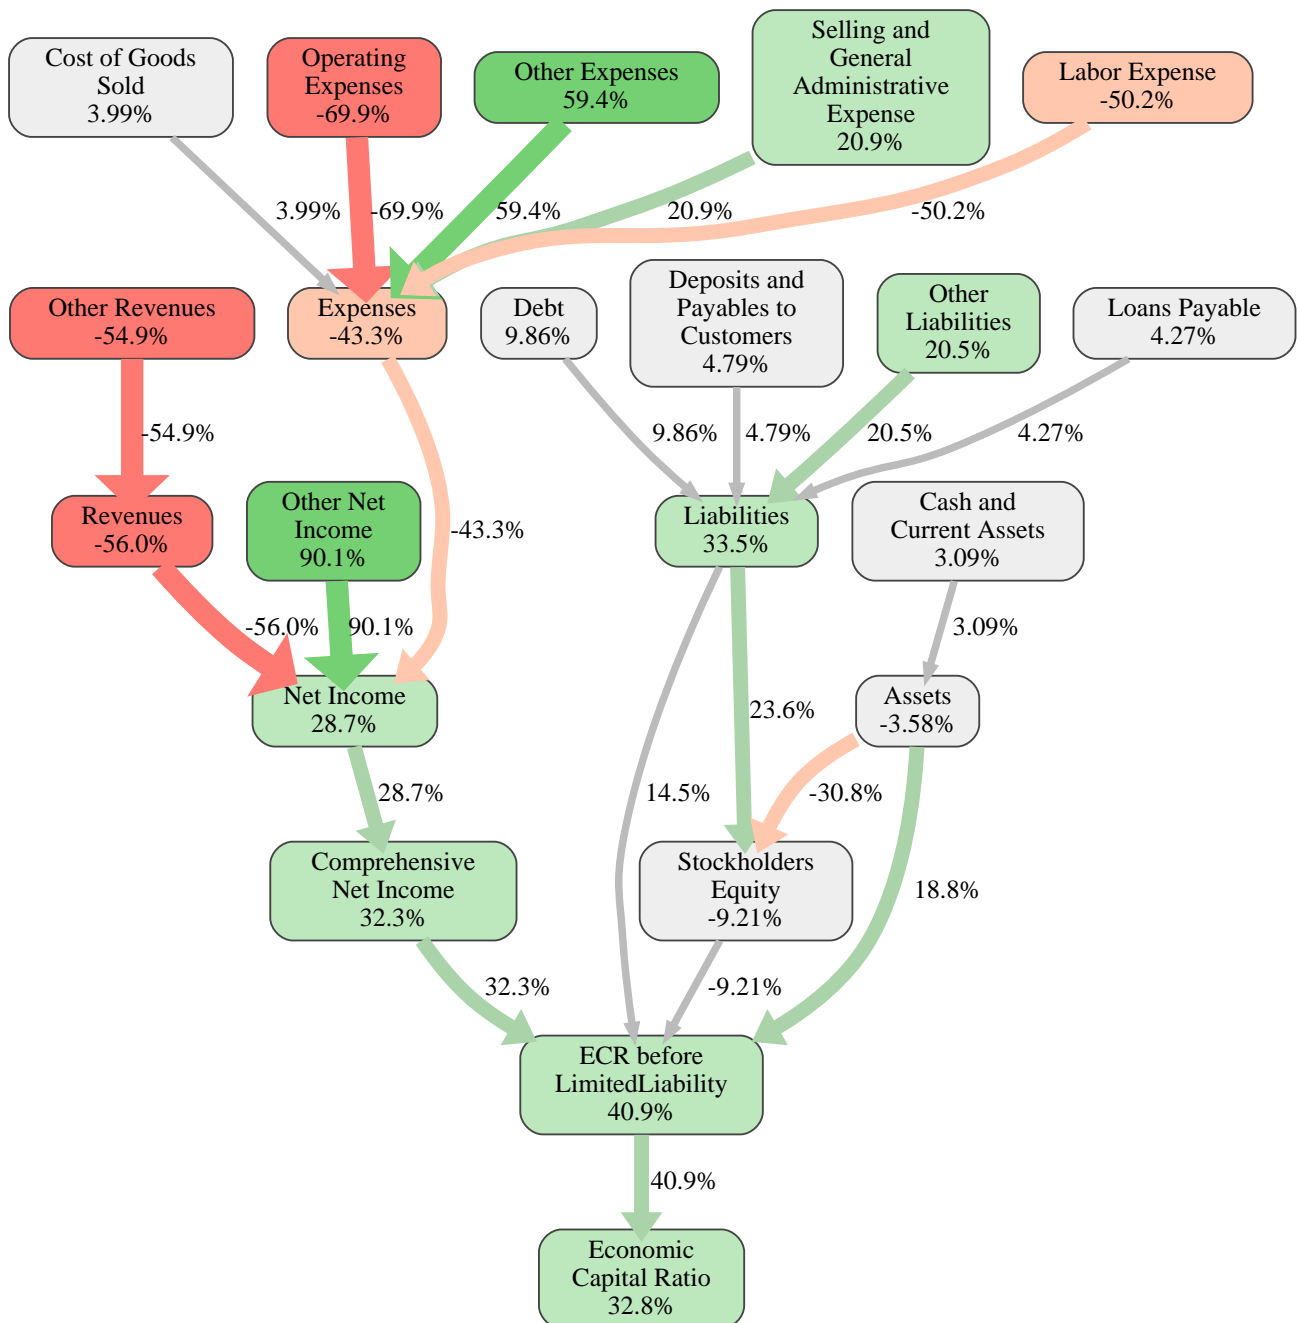 Cost of Goods
Sold
3.99%
Operating
Expenses
-69.9%
Other Expenses
59.4%
Selling and
General
Administrative
Expense
20.9%
Labor Expense
-50.2%
3.99%
-69.9%
59.4%
20.9%
-50.2%
Other Revenues
-54.9%
Expenses
-43.3%
Debt
9.86%
Deposits and
Payables to
Customers
4.79%
Other
Liabilities
20.5%
Loans Payable
4.27%
-54.9%
9.86%
4.79%
20.5%
4.27%
Revenues
-56.0%
Other Net
Income
90.1%
-43.3%
Liabilities
33.5%
Cash and
Current Assets
3.09%
-56.0%
90.1%
3.09%
Net Income
28.7%
23.6%
Assets
-3.58%
28.7%
14.5%
-30.8%
Comprehensive
Net Income
32.3%
Stockholders
Equity
-9.21%
18.8%
32.3%
-9.21%
ECR before
LimitedLiability
40.9%
40.9%
Economic
Capital Ratio
32.8%